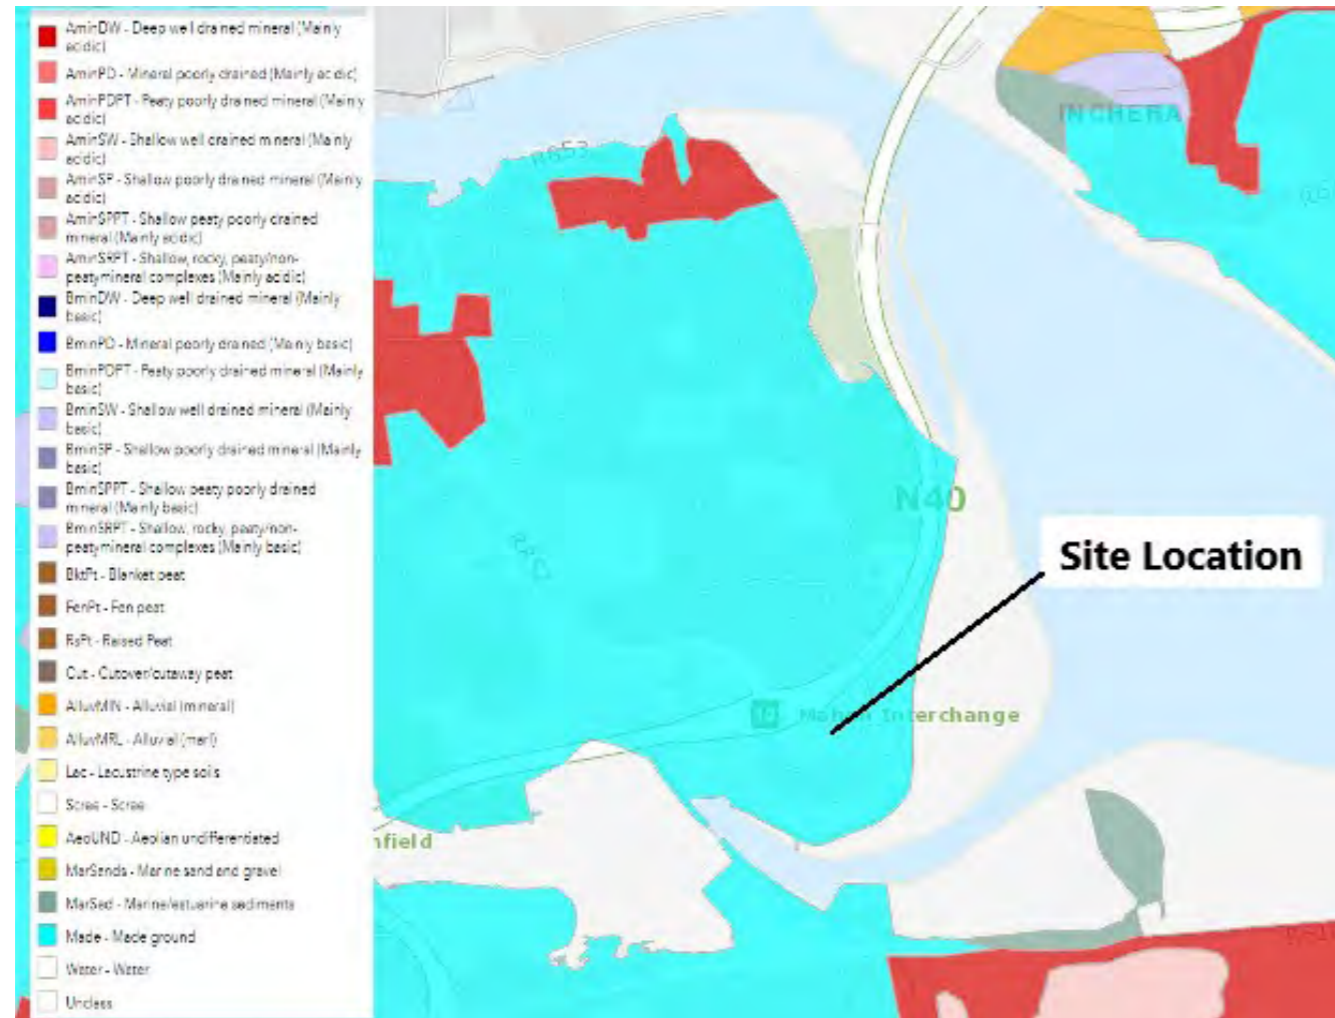 AminDW - Deep well drained mineral (Mainly
acidic)
AminPD - Mineral poorly drained (Mainly acidic)
AminPDPT - Peaty poorly drained mineral (Mainly
acidic)
AminSW - Shallow well drained mineral (Mainly
acidic)
AminSP - Shallow poorly drained mineral (Mainly
acidic)
AminSPPT - Shallow peaty poorly drained
mineral (Mainly acidic)
AminSRPT - Shallow, rocky, peaty/non-
peatymineral complexes (Mainly acidic)
BminDW - Deep well drained mineral (Mainly
basic)
BminPD - Mineral poorly drained (Mainly basic)
BminPDPT - Peaty poorly drained mineral (Mainly
basic)
BminSW - Shallow well drained mineral (Mainly
basic)
BminSP - Shallow poorly drained mineral (Mainly
basic)
BminSPPT - Shallow peaty poorly drained
mineral (Mainly basic)
BminSRPT - Shallow, rocky, peaty/non-
peatymineral complexes (Mainly basic)
BktPt - Blanket peat
FenPt - Fen peat
RsPt - Raised Peat
Cut - Cutover/cutaway peat
AlluvMIN - Alluvial (mineral)
AlluvMRL - Alluvial (marl)
Lac - Lacustrine type soils
Scree - Scree
AeoUND - Aeolian undifferentiated
MarSands - Marine sand and gravel
MarSed - Marine/estuarine sediments
Made - Made ground
Water - Water
Unclass
INCHERA
R853
N40
Site Location
Mahon Interchange
nfield